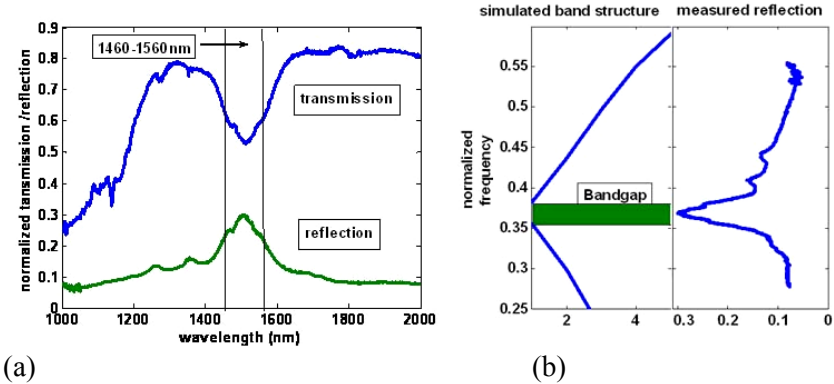 0.9
0.8
0.7
0.6
0.5
0.4
0.3
0.2
0.1
0
normalized transmission /reflection
1460-1560nm
transmission
reflection
1000 1200 1400 1600 1800 2000
wavelength (nm)
(a)
simulated band structure
measured reflection
0.55
0.5
0.45
0.4
0.35
0.3
0.25
normalized
frequency
Bandgap
2 4
0.3 0.2 0.1 0
(b)